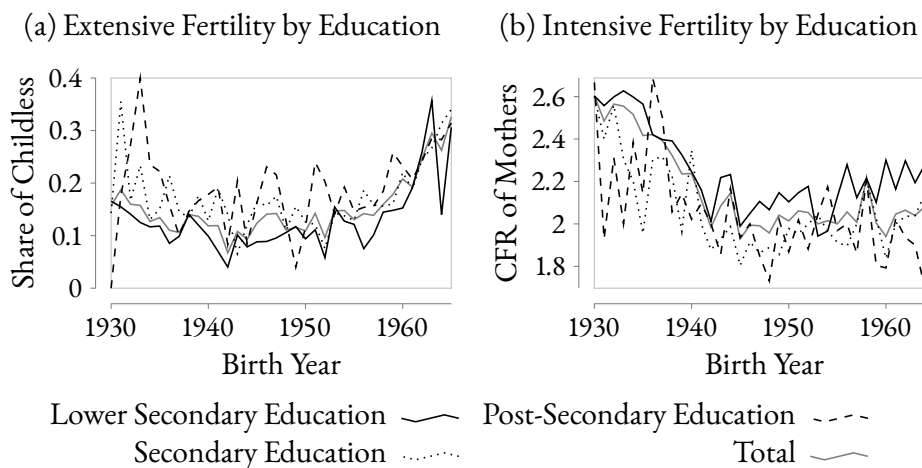 (a) Extensive Fertility by Education (b) Intensive Fertility by Education
Share of Childless
0.4
0.3
0.2
0.1
0
1930 1940 1950 1960
Birth Year
CFR of Mothers
2.6
2.4
2.2
2
1.8
1930 1940 1950 1960
Birth Year
Lower Secondary Education Post-Secondary Education
Secondary Education Total